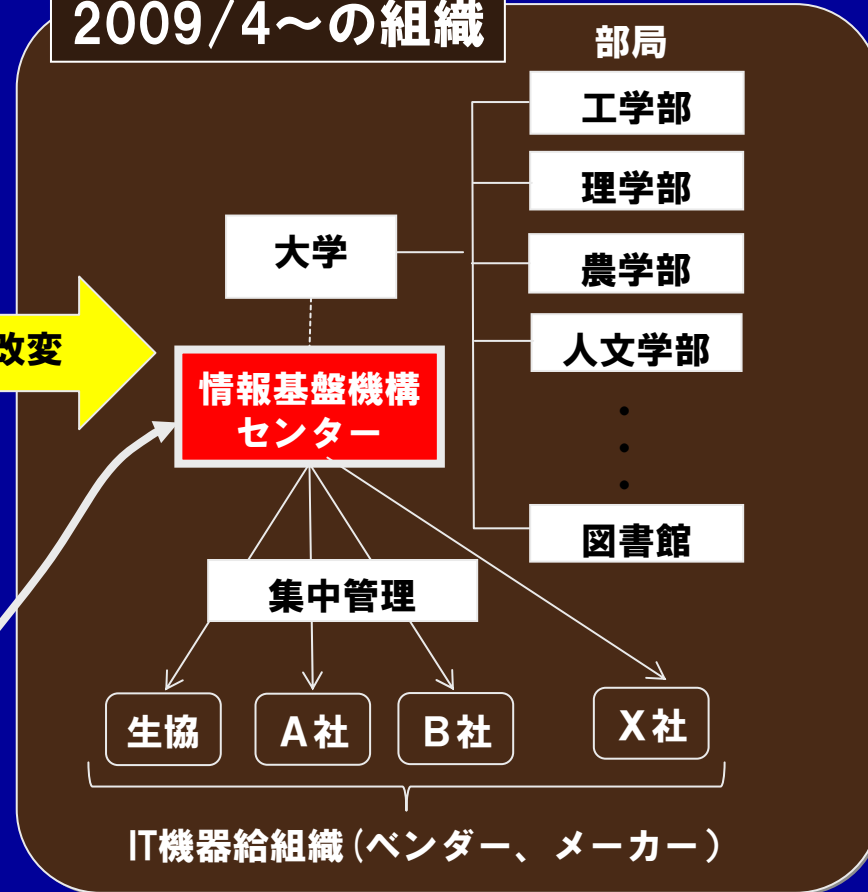 2009/4～の組織
部局
工学部
理学部
大学
農学部
人文学部
改変
情報基盤機構
センター
・
・
・
図書館
集中管理
生協
A社
B社
X社
IT機器給組織(ベンダー、メーカー)